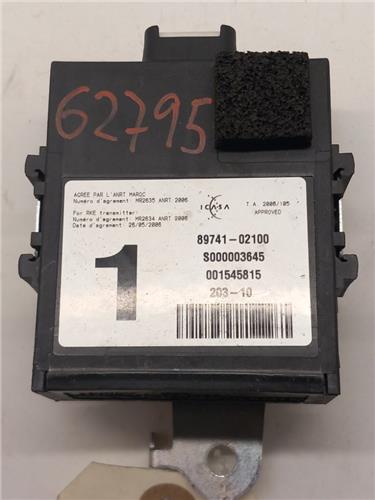 62795
AGREE PAR L'ANRT MAROC
Numéro d'agrement: MR2635 ANRT 2006
For RKE transmitter:
Numéro d'agrement: MR2634 ANRT 2006
Date d'agrement: 26/05/2006
ICASA
T.A. 2006/105
APPROVED
1
89741-02100
S000003645
001545815
203-10